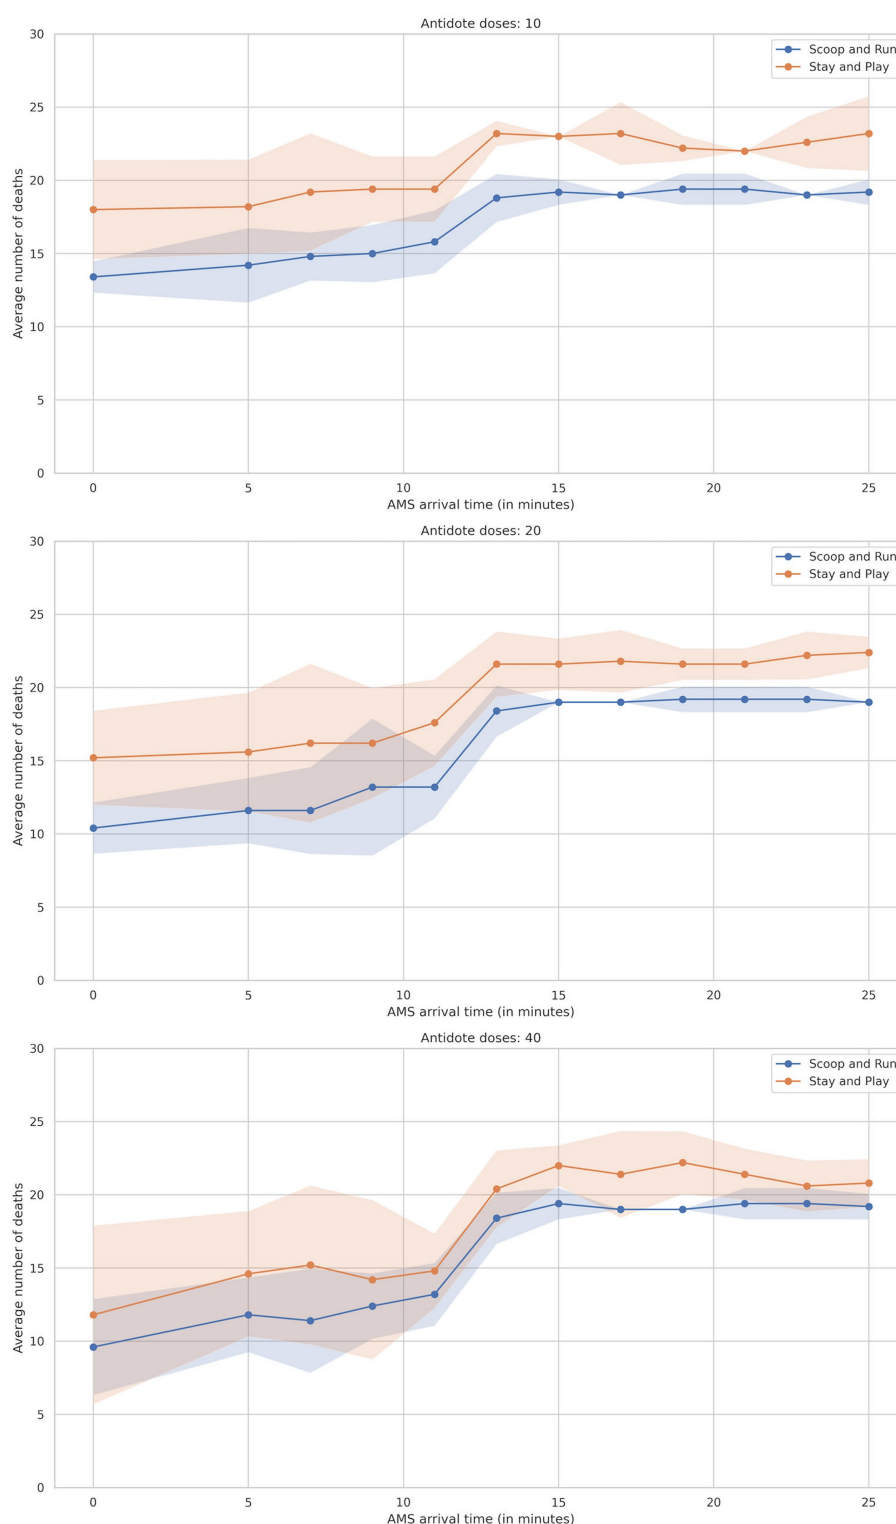 Antidote doses: 10
Scoop and Run
Stay and Play
Average number of deaths
30
25
20
15
10
5
0
0 5 10 15 20 25
AMS arrival time (in minutes)
Antidote doses: 20
Scoop and Run
Stay and Play
Average number of deaths
30
25
20
15
10
5
0
0 5 10 15 20 25
AMS arrival time (in minutes)
Antidote doses: 40
Scoop and Run
Stay and Play
Average number of deaths
30
25
20
15
10
5
0
0 5 10 15 20 25
AMS arrival time (in minutes)